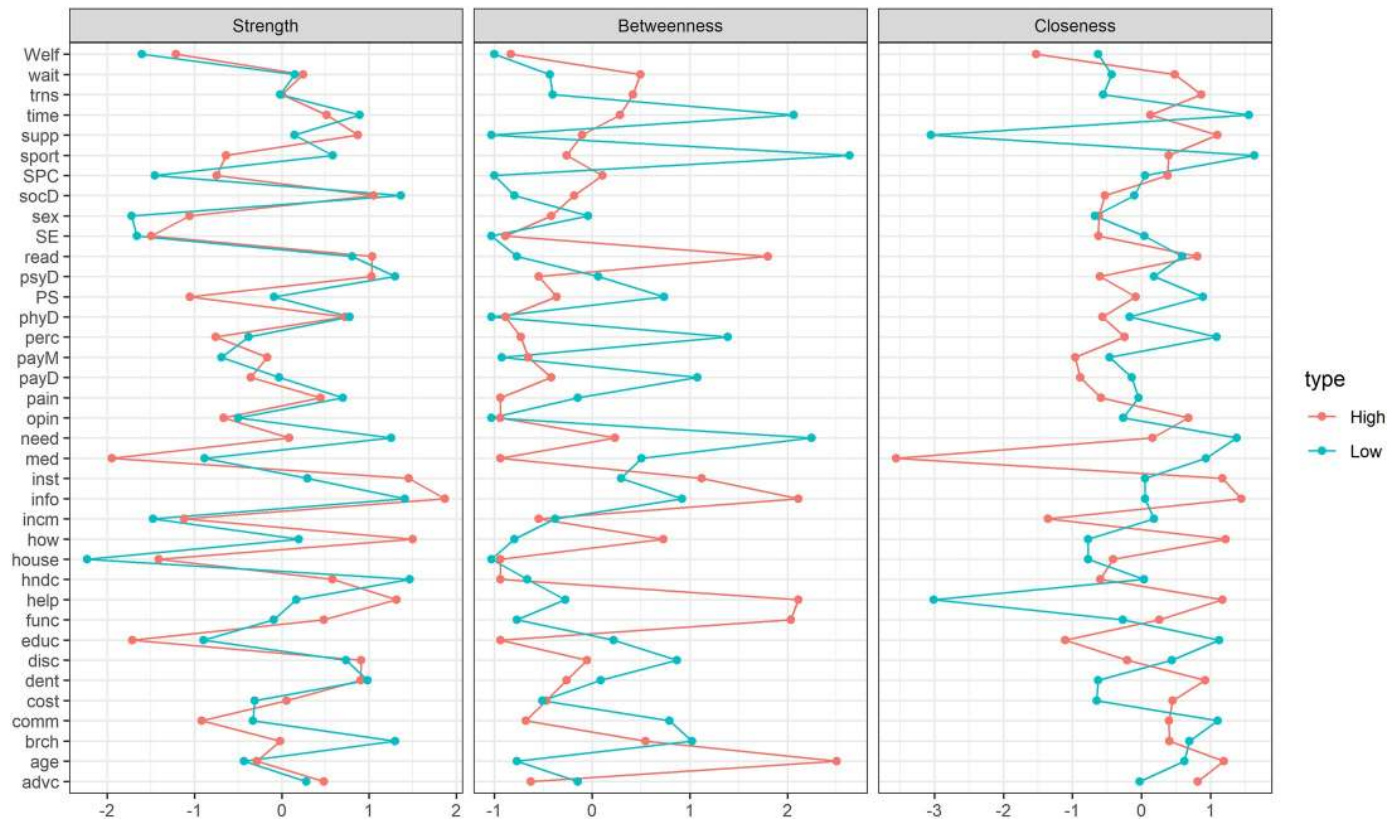 Strength Betweenness Closeness
Welf
wait
trns
time
supp
sport
SPC
socD
sex
SE
read
psyD
PS
phyD
perc
payM
payD
pain
opin
need
med
inst
info
incm
how
house
hndc
help
func
educ
disc
dent
cost
comm
brch
age
advc
-2 -1 0 1 2 -1 0 1 2 -3 -2 -1 0 1
type
High
Low